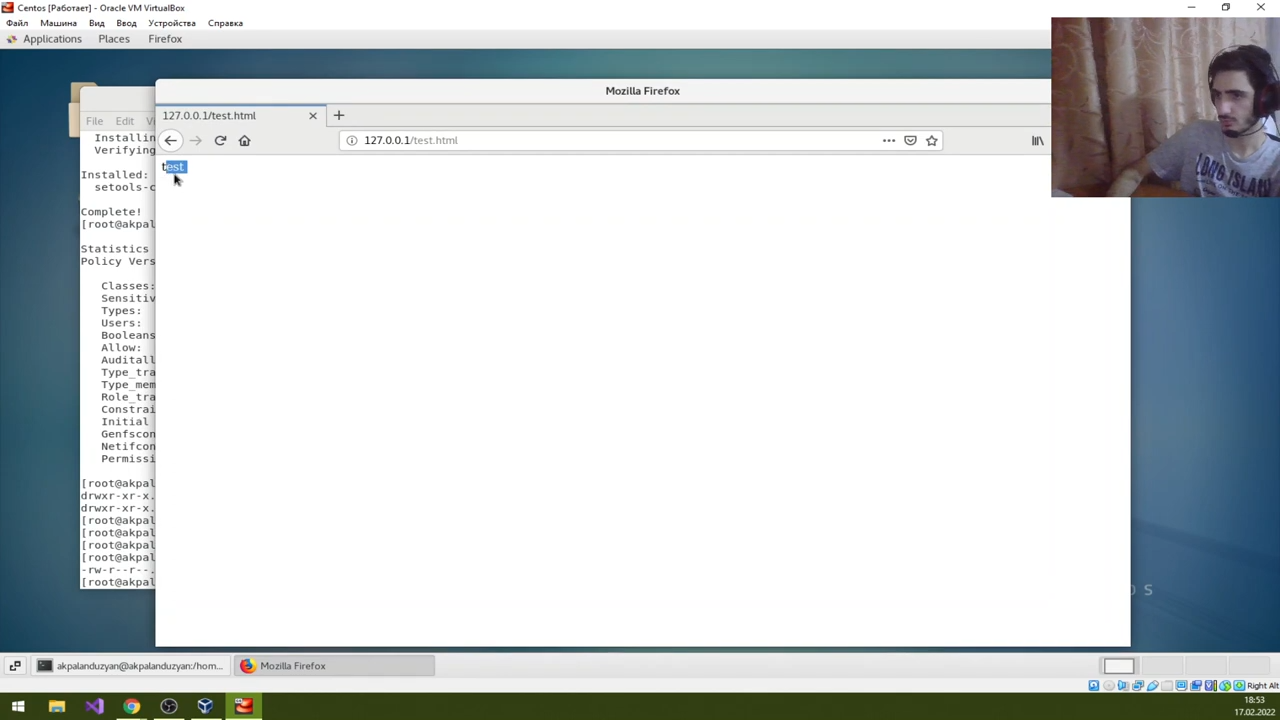 Centos [Работает] - Oracle VM VirtualBox
Файл Машина Вид Ввод Устройства Справка
Applications Places Firefox
Mozilla Firefox
127.0.0.1/test.html
127.0.0.1/test.html
test
File Edit
Verifying
Installed:
setools-c
Complete!
[root@akpal
Statistics
Policy Vers
Classes:
Sensitiv
Types:
Users:
Booleans
Allow:
Auditall
Type_tra
Type_mem
Role_tra
Constrai
Initial
Genfscon
Netifcon
Permissi
[root@akpal
drwxr-xr-x.
drwxr-xr-x.
[root@akpal
[root@akpal
[root@akpal
[root@akpal
-rw-r--r--.
[root@akpal
LONG ISLAND
akpalanduzyan@akpalanduzyan:/hom...
Mozilla Firefox
Right Alt
18:53
17.02.2022